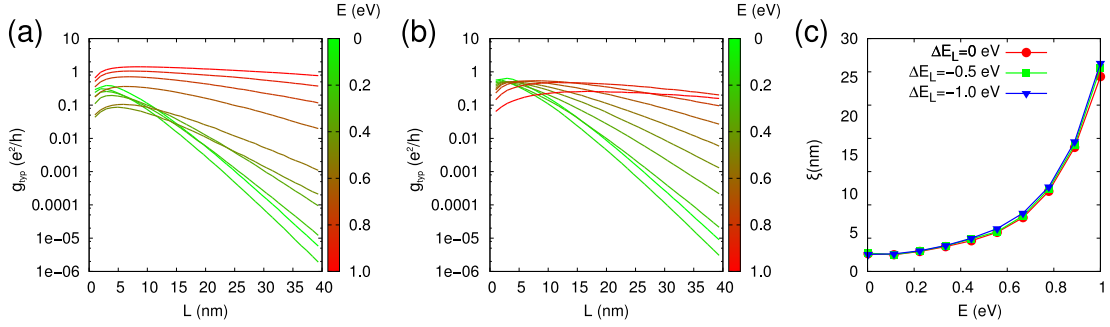 (a)
E (eV)
10
1
0.1
0.01
0.001
0.0001
1e−05
1e−06
g_typ (e²/h)
0 5 10 15 20 25 30 35 40
L (nm)
0
0.2
0.4
0.6
0.8
1.0
(b)
E (eV)
10
1
0.1
0.01
0.001
0.0001
1e−05
1e−06
g_typ (e²/h)
0 5 10 15 20 25 30 35 40
L (nm)
0
0.2
0.4
0.6
0.8
1.0
(c)
30
25
20
15
10
5
0
ξ(nm)
ΔE_L=0 eV
ΔE_L=−0.5 eV
ΔE_L=−1.0 eV
0 0.2 0.4 0.6 0.8 1
E (eV)